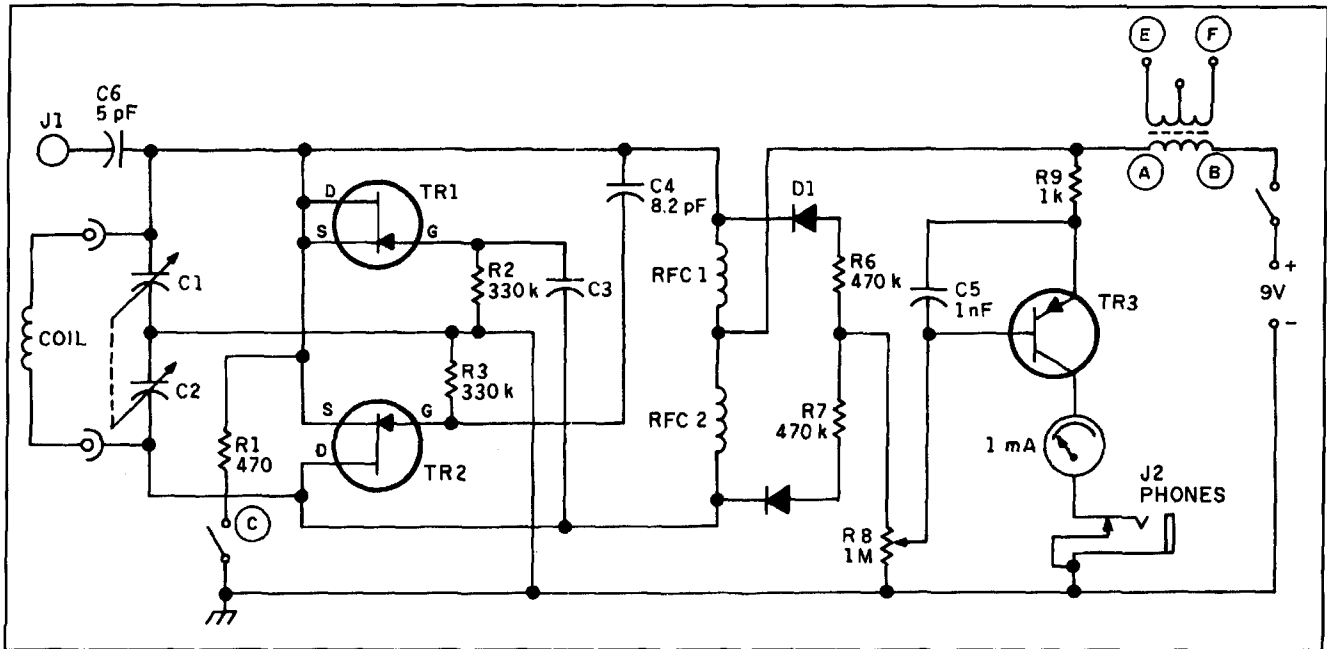 E
F
C6
5 pF
J1
A
B
D
TR1
C4
8.2 pF
D1
R9
1k
S
G
R2
330 k
C3
C1
RFC 1
R6
470 k
C5
1nF
TR3
+
9V
-
COIL
C2
R3
330 k
S
G
D
TR2
R1
470
RFC 2
R7
470 k
1 mA
C
R8
1M
J2
PHONES